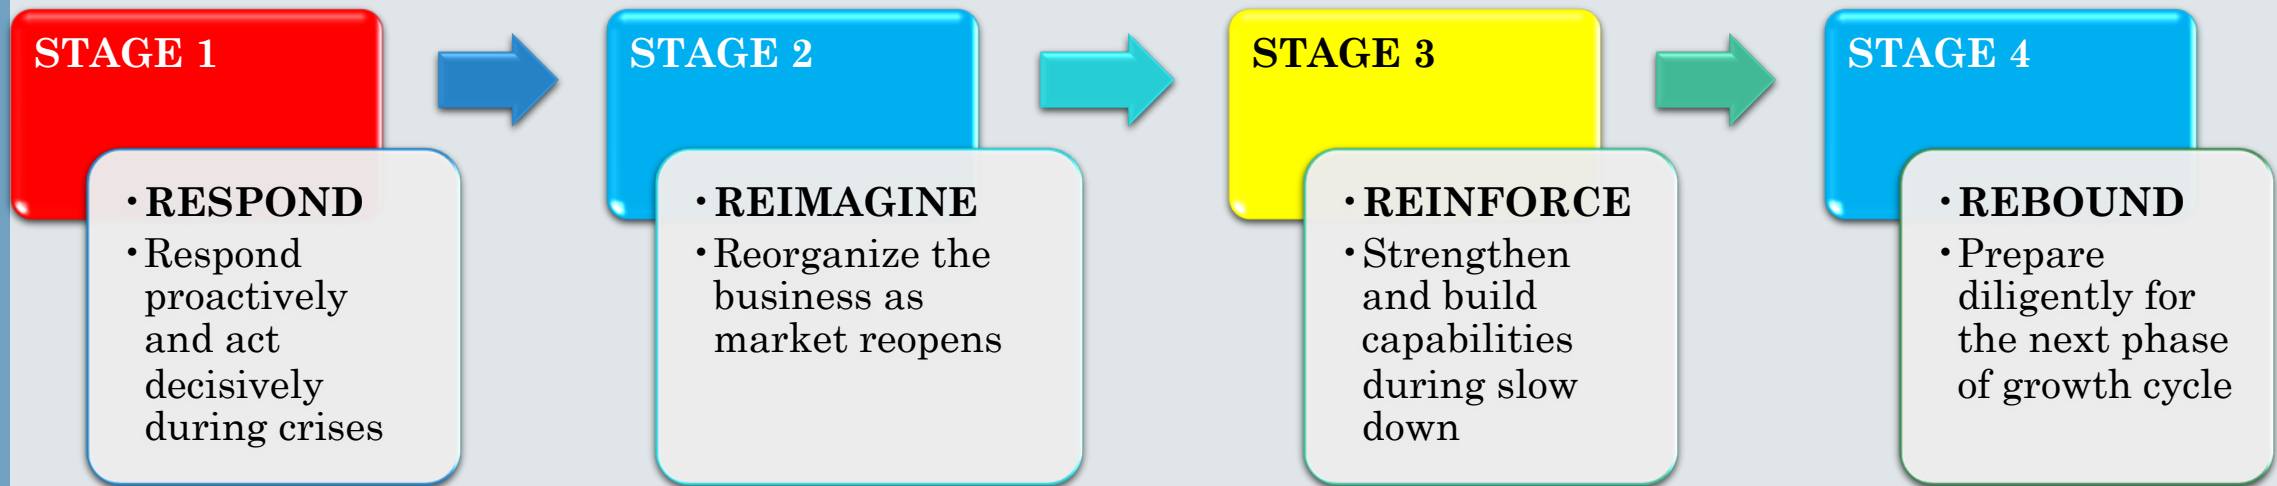 STAGE 1
• RESPOND
• Respond
proactively
and act
decisively
during crises
STAGE 2
• REIMAGINE
• Reorganize the
business as
market reopens
STAGE 3
• REINFORCE
• Strengthen
and build
capabilities
during slow
down
STAGE 4
• REBOUND
• Prepare
diligently for
the next phase
of growth cycle